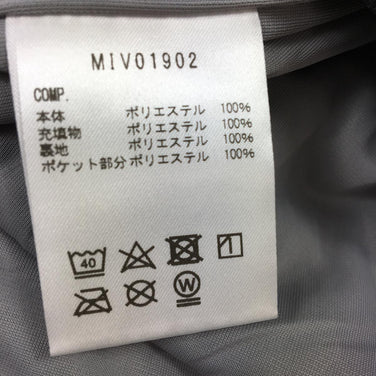 MIV01902
COMP.
本体 ポリエステル 100%
充填物 ポリエステル 100%
裏地 ポリエステル 100%
ポケット部分 ポリエステル 100%
40
W